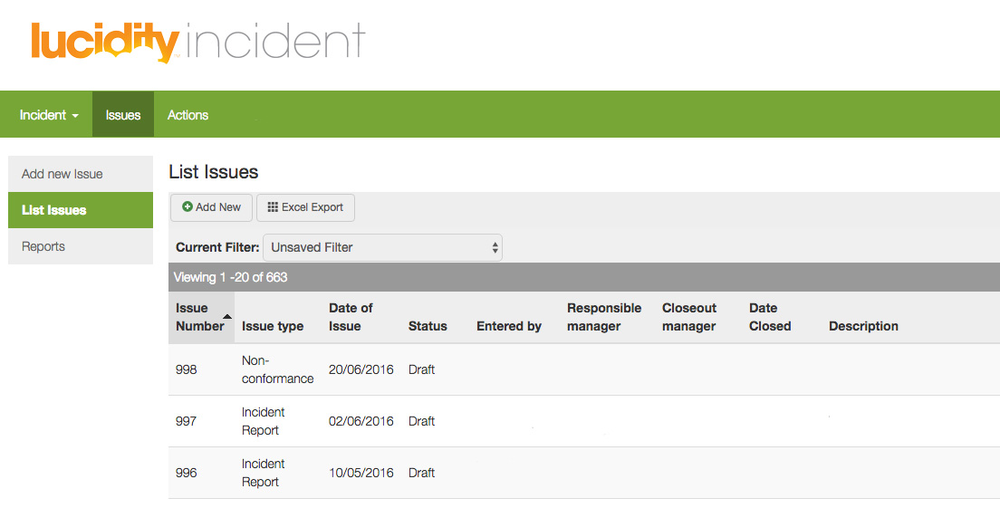 lucidity incident
Incident Issues Actions
Add new Issue
List Issues
Reports
List Issues
Add New Excel Export
Current Filter: Unsaved Filter
Viewing 1 -20 of 663
Issue Number Issue type Date of Issue Status Entered by Responsible manager Closeout manager Date Closed Description
998 Non-conformance 20/06/2016 Draft
997 Incident Report 02/06/2016 Draft
996 Incident Report 10/05/2016 Draft